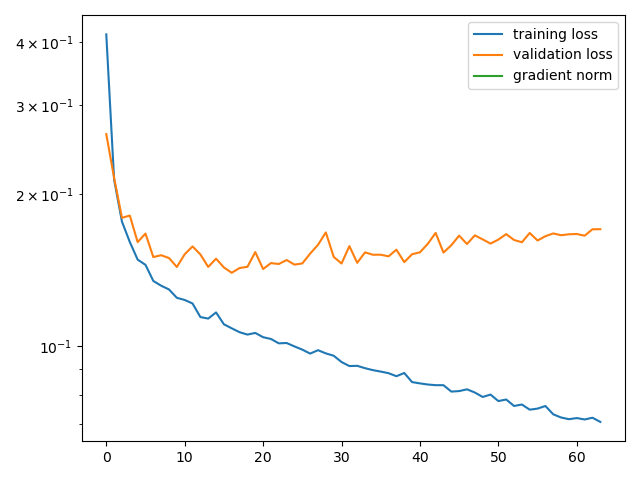 training loss
validation loss
gradient norm
4 × 10⁻¹
3 × 10⁻¹
2 × 10⁻¹
10⁻¹
0 10 20 30 40 50 60